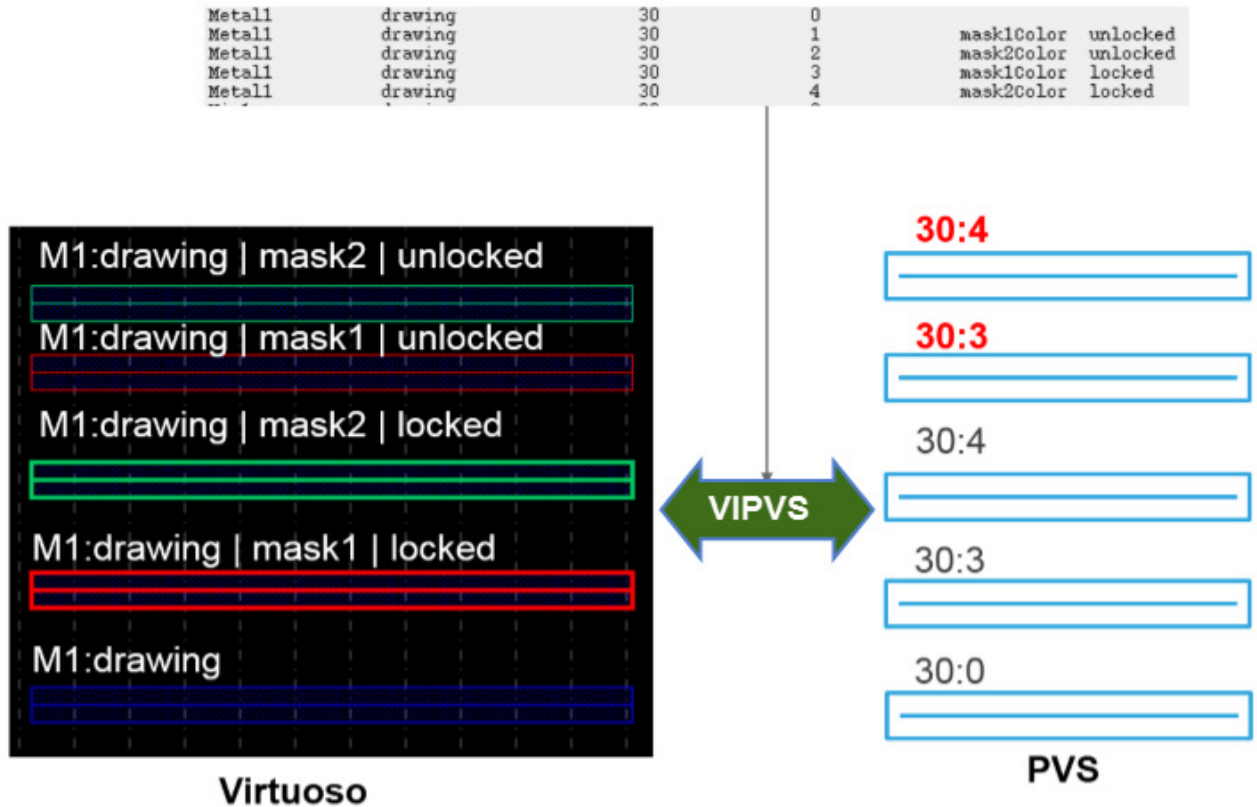 Metal1 drawing 30 0
Metal1 drawing 30 1 mask1Color unlocked
Metal1 drawing 30 2 mask2Color unlocked
Metal1 drawing 30 3 mask1Color locked
Metal1 drawing 30 4 mask2Color locked
M1:drawing | mask2 | unlocked
M1:drawing | mask1 | unlocked
M1:drawing | mask2 | locked
M1:drawing | mask1 | locked
M1:drawing
Virtuoso
VIPVS
30:4
30:3
30:4
30:3
30:0
PVS